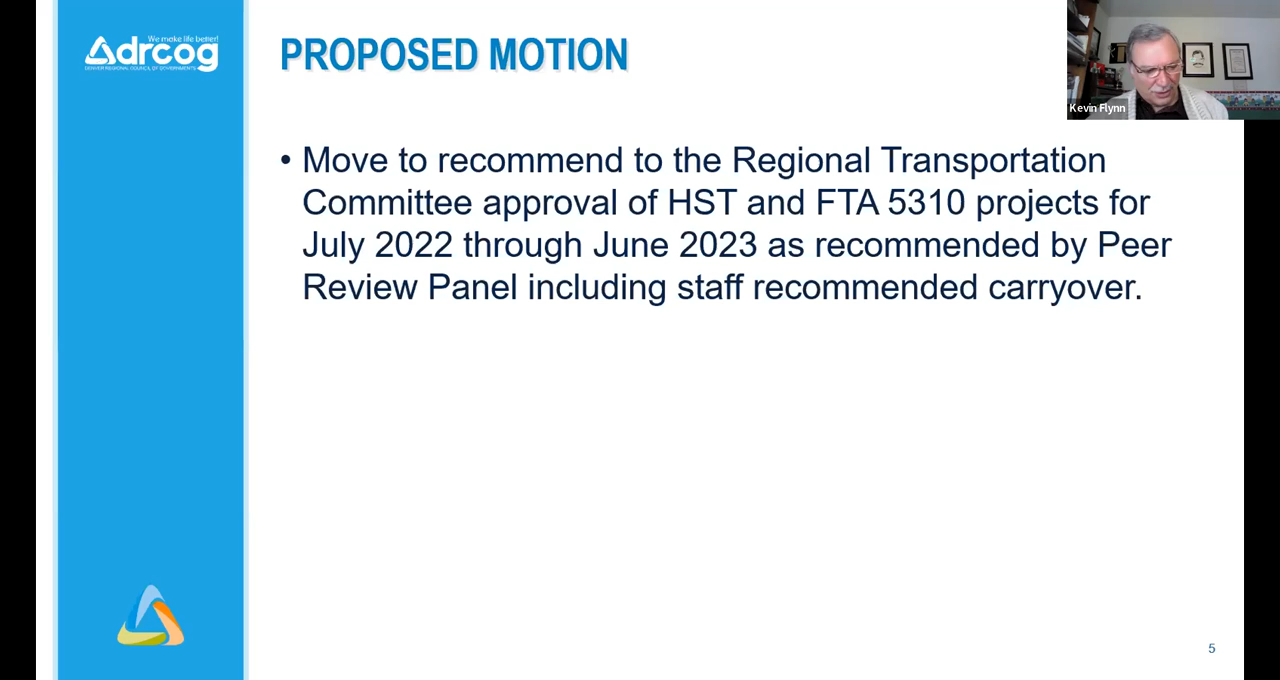 We make life better!
drcog
DENVER REGIONAL COUNCIL OF GOVERNMENTS
PROPOSED MOTION
Kevin Flynn
• Move to recommend to the Regional Transportation
Committee approval of HST and FTA 5310 projects for
July 2022 through June 2023 as recommended by Peer
Review Panel including staff recommended carryover.
5